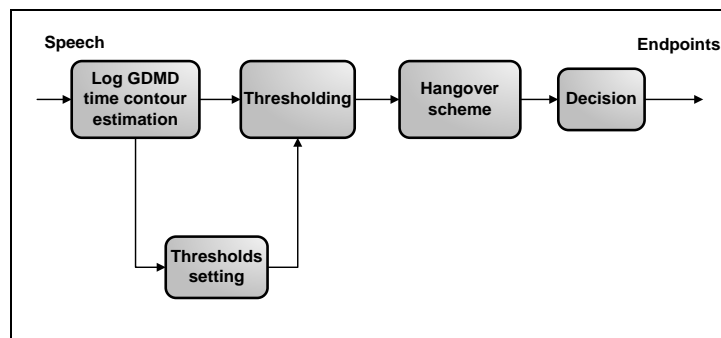 Speech
Endpoints
Log GDMD
time contour
estimation
Thresholding
Hangover
scheme
Decision
Thresholds
setting